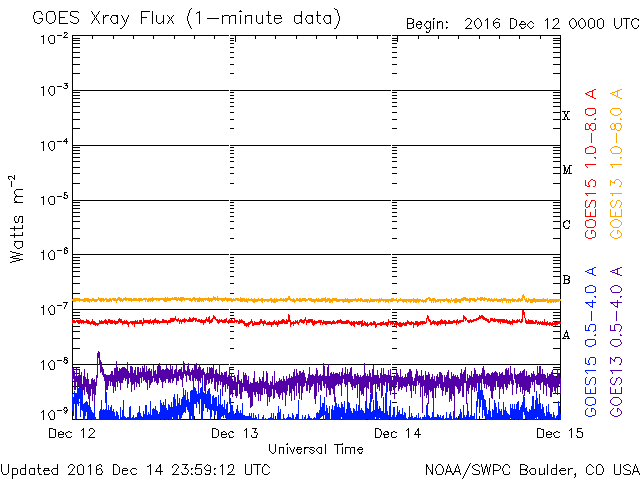 GOES Xray Flux (1-minute data)
Begin: 2016 Dec 12 0000 UTC
10⁻²
10⁻³
10⁻⁴
10⁻⁵
10⁻⁶
10⁻⁷
10⁻⁸
10⁻⁹
Watts m⁻²
X
M
C
B
A
GOES15 1.0-8.0 A
GOES13 1.0-8.0 A
GOES15 0.5-4.0 A
GOES13 0.5-4.0 A
Dec 12 Dec 13 Dec 14 Dec 15
Universal Time
Updated 2016 Dec 14 23:59:12 UTC
NOAA/SWPC Boulder, CO USA